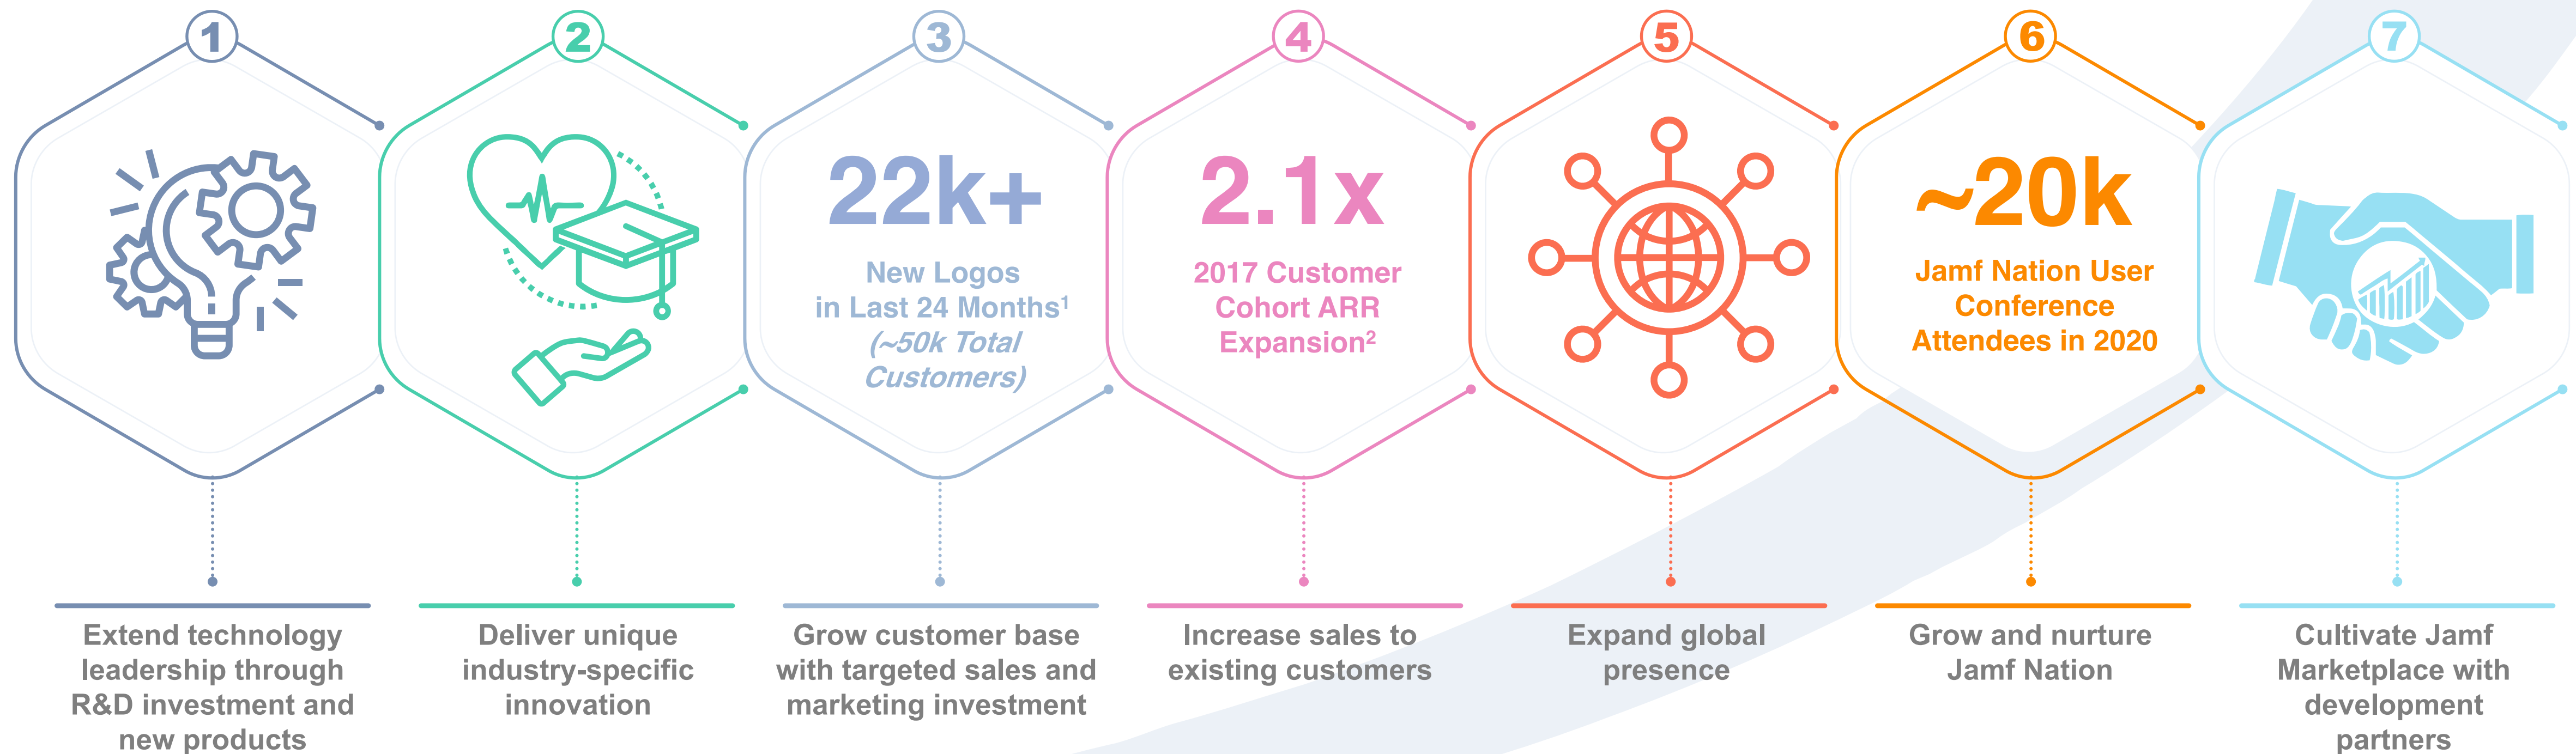 1
2
3
4
5
6
7
22k+
New Logos
in Last 24 Months¹
(~50k Total
Customers)
2.1x
2017 Customer
Cohort ARR
Expansion²
~20k
Jamf Nation User
Conference
Attendees in 2020
Extend technology
leadership through
R&D investment and
new products
Deliver unique
industry-specific
innovation
Grow customer base
with targeted sales and
marketing investment
Increase sales to
existing customers
Expand global
presence
Grow and nurture
Jamf Nation
Cultivate Jamf
Marketplace with
development
partners